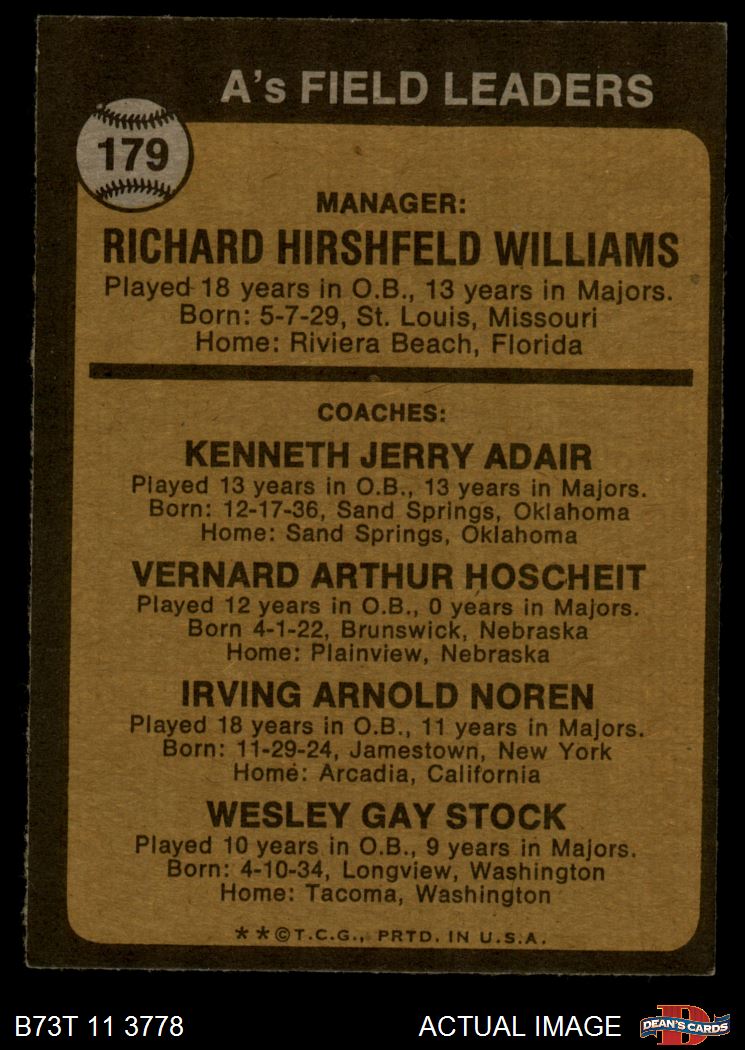 A's FIELD LEADERS
179
MANAGER:
RICHARD HIRSHFELD WILLIAMS
Played 18 years in O.B., 13 years in Majors.
Born: 5-7-29, St. Louis, Missouri
Home: Riviera Beach, Florida
COACHES:
KENNETH JERRY ADAIR
Played 13 years in O.B., 13 years in Majors.
Born: 12-17-36, Sand Springs, Oklahoma
Home: Sand Springs, Oklahoma
VERNARD ARTHUR HOSCHEIT
Played 12 years in O.B., 0 years in Majors.
Born 4-1-22, Brunswick, Nebraska
Home: Plainview, Nebraska
IRVING ARNOLD NOREN
Played 18 years in O.B., 11 years in Majors.
Born: 11-29-24, Jamestown, New York
Home: Arcadia, California
WESLEY GAY STOCK
Played 10 years in O.B., 9 years in Majors.
Born: 4-10-34, Longview, Washington
Home: Tacoma, Washington
**©T.C.G., PRTD. IN U.S.A.
B73T 11 3778
ACTUAL IMAGE
D
DEAN'S CARDS